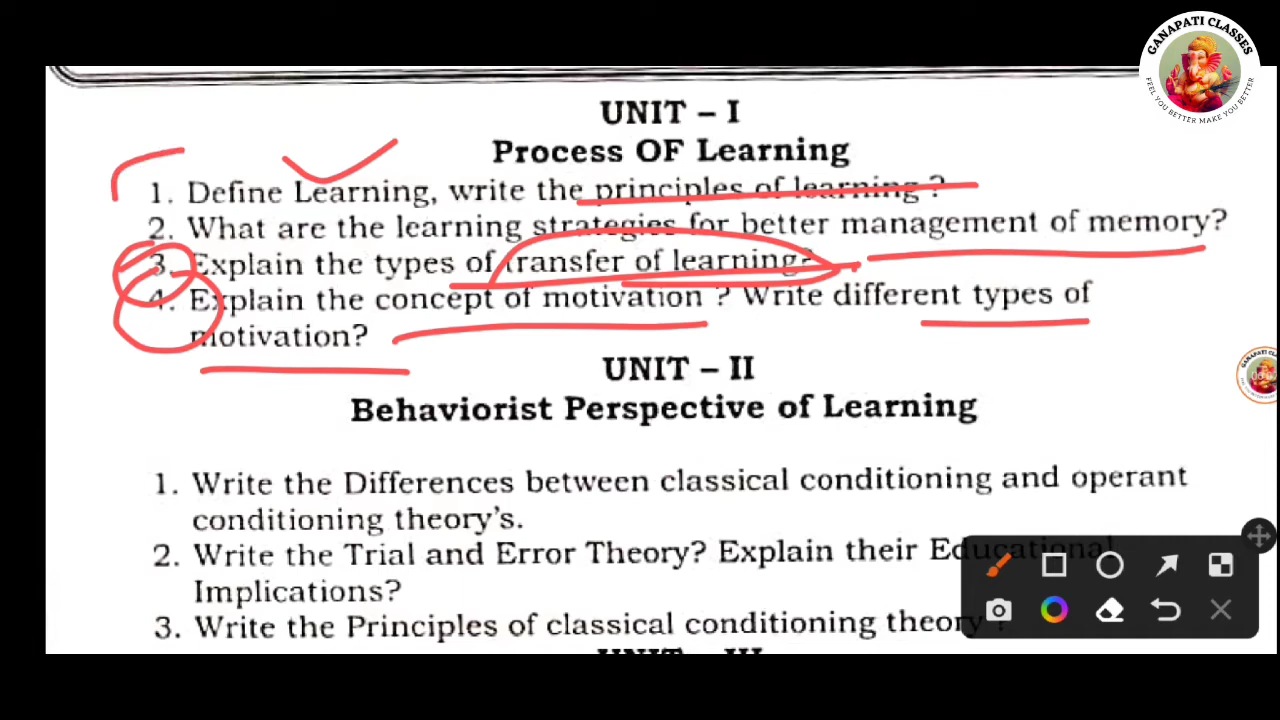 GANAPATI CLASSES
FEEL YOU BETTER MAKE YOU BETTER
UNIT – I
Process OF Learning
1. Define Learning, write the principles of learning ?
2. What are the learning strategies for better management of memory?
3. Explain the types of transfer of learning?
4. Explain the concept of motivation ? Write different types of
motivation?
UNIT – II
Behaviorist Perspective of Learning
1. Write the Differences between classical conditioning and operant
conditioning theory's.
2. Write the Trial and Error Theory? Explain their Educational
Implications?
3. Write the Principles of classical conditioning theory ?
UNIT – III